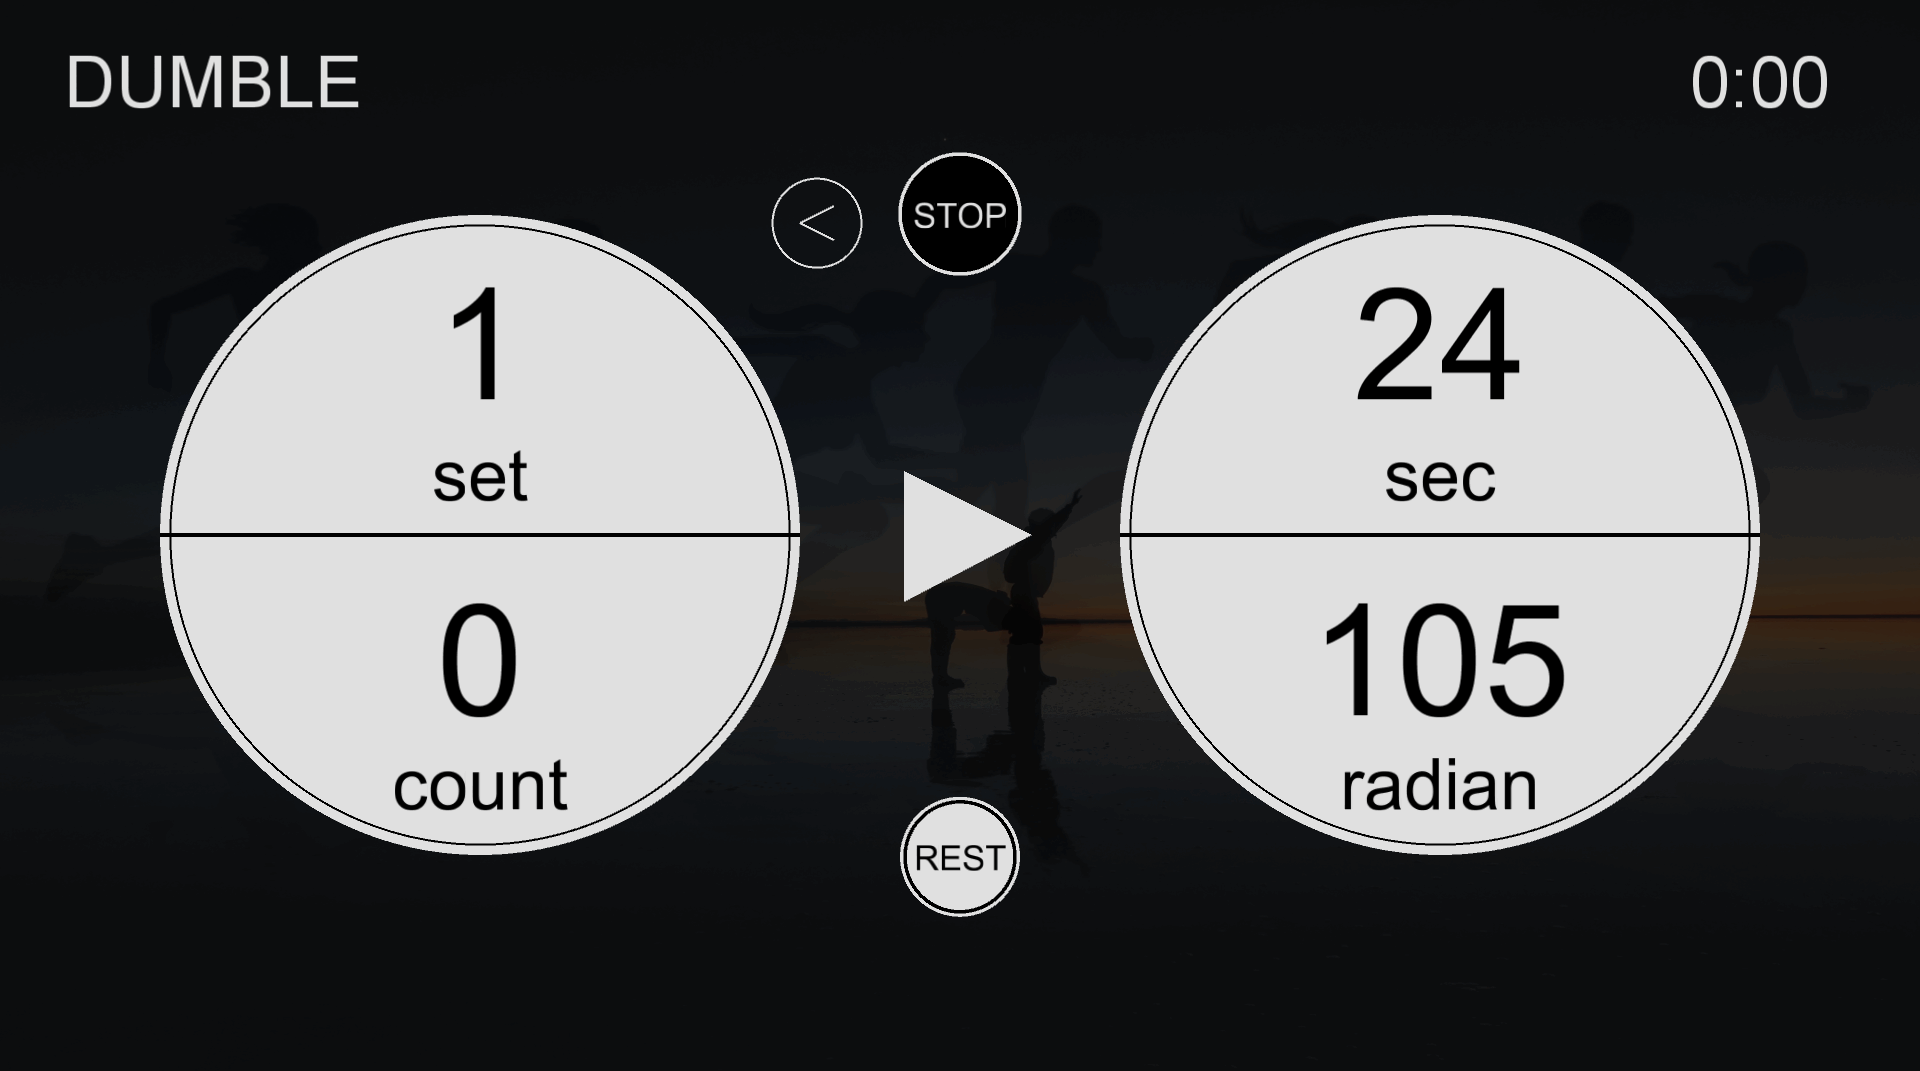 DUMBLE
0:00
<
STOP
1
set
0
count
24
sec
105
radian
REST